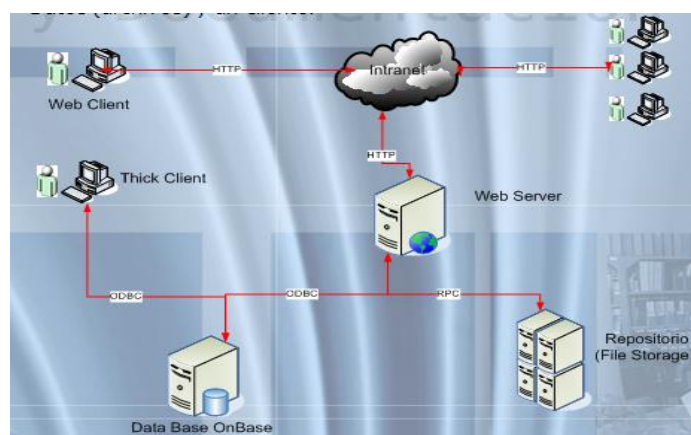 HTTP
Intranet
HTTP
Web Client
HTTP
Thick Client
Web Server
ODBC
ODBC
RPC
Repositorio
(File Storage
Data Base OnBase